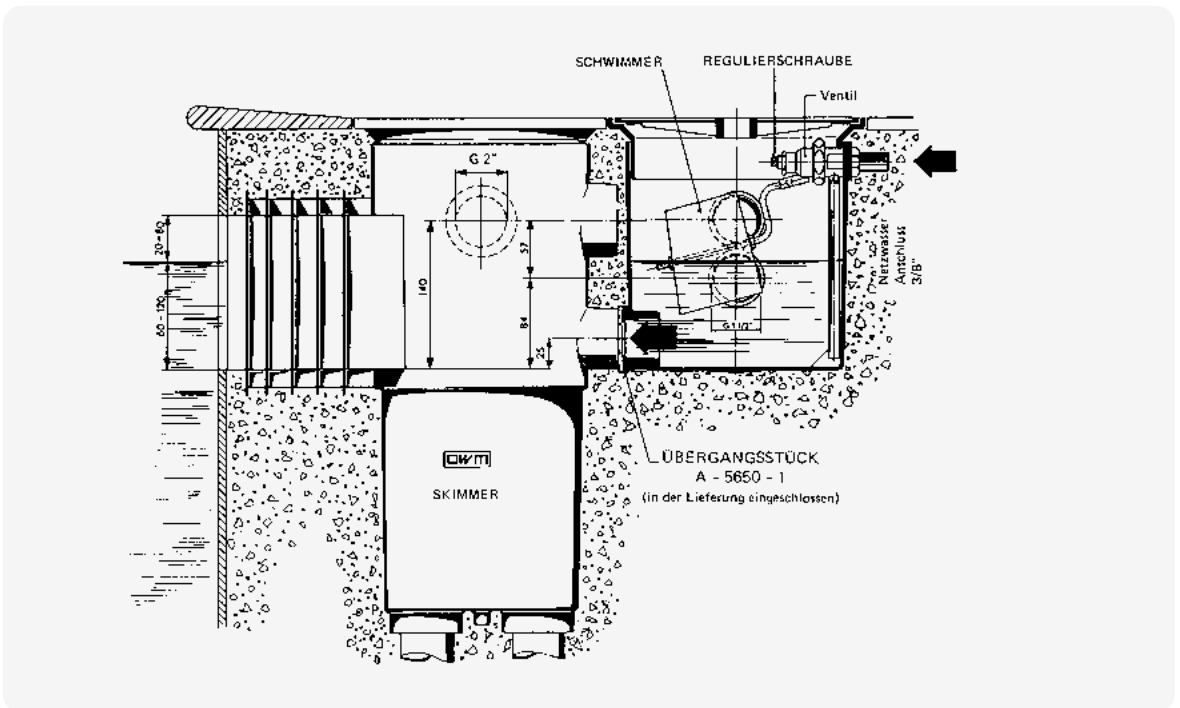 SCHWIMMER
REGULIERSCHRAUBE
Ventil
G 2"
20-80
60-120
140
57
84
25
G 1 1/2"
Netzwasser
Anschluss
3/8"
ÜBERGANGSSTÜCK
A - 5650 - 1
(in der Lieferung eingeschlossen)
OWM
SKIMMER